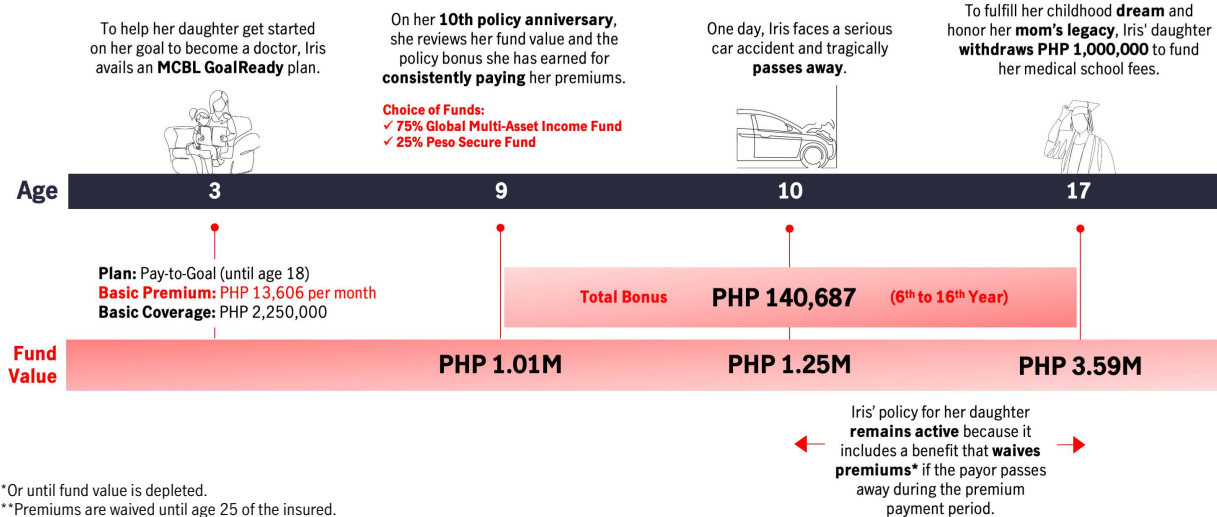 To help her daughter get started
on her goal to become a doctor, Iris
avails an MCBL GoalReady plan.
On her 10th policy anniversary,
she reviews her fund value and the
policy bonus she has earned for
consistently paying her premiums.
Choice of Funds:
✓ 75% Global Multi-Asset Income Fund
✓ 25% Peso Secure Fund
One day, Iris faces a serious
car accident and tragically
passes away.
To fulfill her childhood dream and
honor her mom's legacy, Iris' daughter
withdraws PHP 1,000,000 to fund
her medical school fees.
Age 3 9 10 17
Plan: Pay-to-Goal (until age 18)
Basic Premium: PHP 13,606 per month
Basic Coverage: PHP 2,250,000
Total Bonus PHP 140,687 (6th to 16th Year)
Fund
Value
PHP 1.01M PHP 1.25M PHP 3.59M
Iris' policy for her daughter
remains active because it
includes a benefit that waives
premiums* if the payor passes
away during the premium
payment period.
*Or until fund value is depleted.
**Premiums are waived until age 25 of the insured.